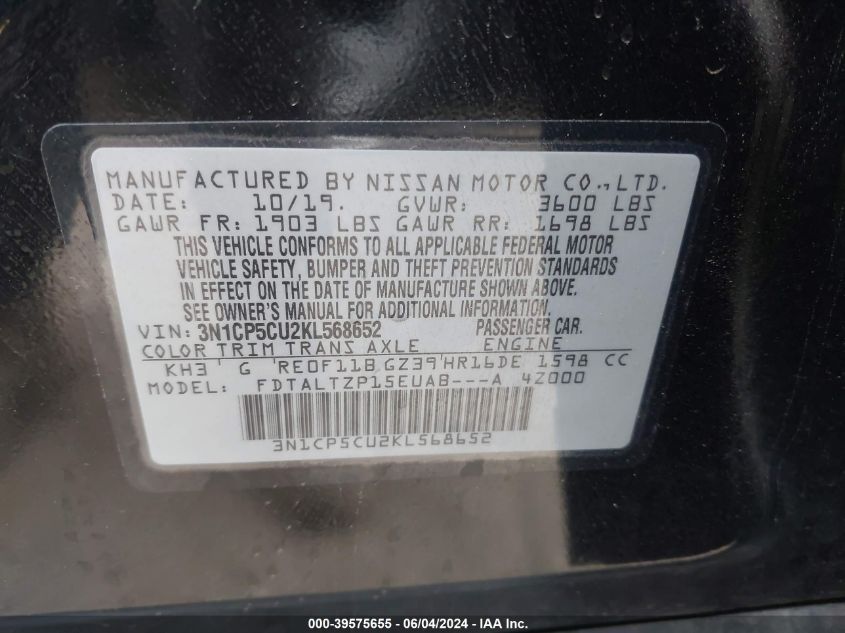 MANUFACTURED BY NISSAN MOTOR CO.,LTD.
DATE: 10/19. GVWR: 3600 LBS
GAWR FR: 1903 LBS GAWR RR: 1698 LBS
THIS VEHICLE CONFORMS TO ALL APPLICABLE FEDERAL MOTOR
VEHICLE SAFETY, BUMPER AND THEFT PREVENTION STANDARDS
IN EFFECT ON THE DATE OF MANUFACTURE SHOWN ABOVE.
SEE OWNER'S MANUAL FOR ADDITIONAL INFORMATION.
VIN: 3N1CP5CU2KL568652 PASSENGER CAR.
COLOR TRIM TRANS AXLE ENGINE
KH3 G RE0F11B GZ39 HR16DE 1598 CC
MODEL: FDTALTZP15EUAB---A 4Z000
3N1CP5CU2KL568652
000-39575655 - 06/04/2024 - IAA Inc.